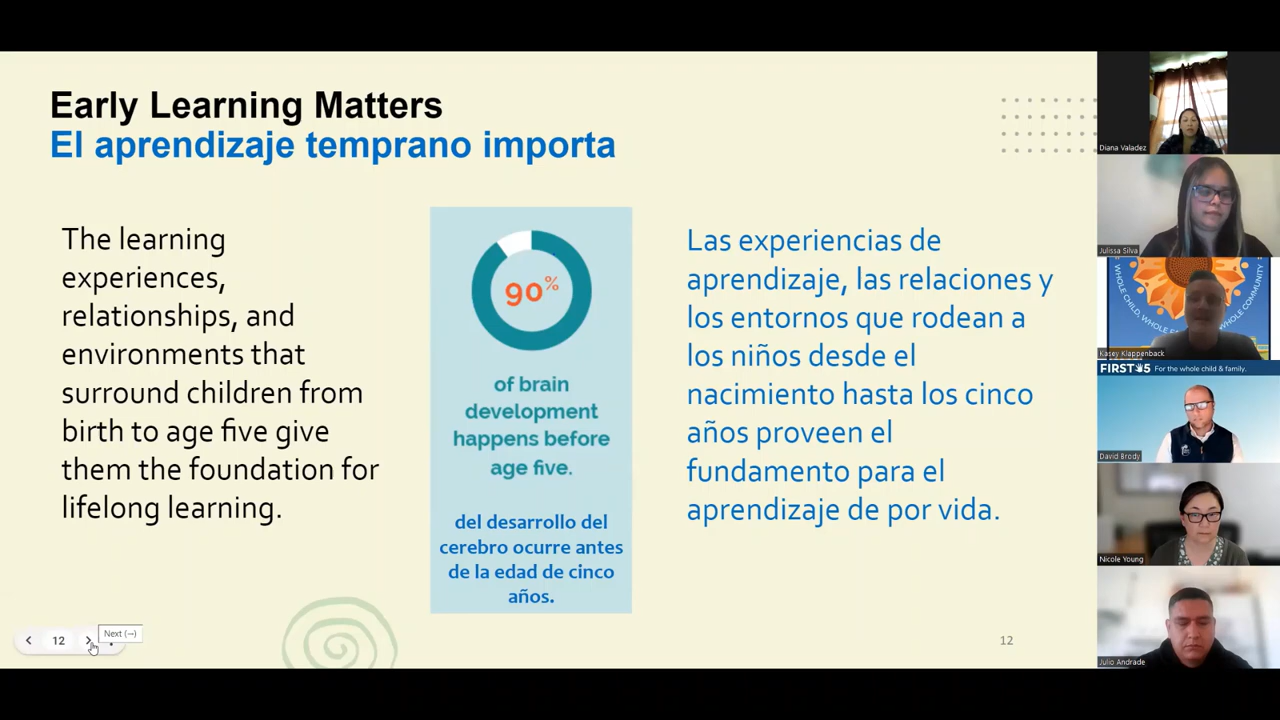 Early Learning Matters
El aprendizaje temprano importa
The learning
experiences,
relationships, and
environments that
surround children from
birth to age five give
them the foundation for
lifelong learning.
90%
of brain
development
happens before
age five.
del desarrollo del
cerebro ocurre antes
de la edad de cinco
años.
Las experiencias de
aprendizaje, las relaciones y
los entornos que rodean a
los niños desde el
nacimiento hasta los cinco
años proveen el
fundamento para el
aprendizaje de por vida.
12
Next (→)
12
Diana Valadez
Julissa Silva
WHOLE CHILD, WHOLE
WHOLE COMMUNITY
Kasey Klappenback
FIRST 5 For the whole child & family.
David Brody
Nicole Young
Julio Andrade